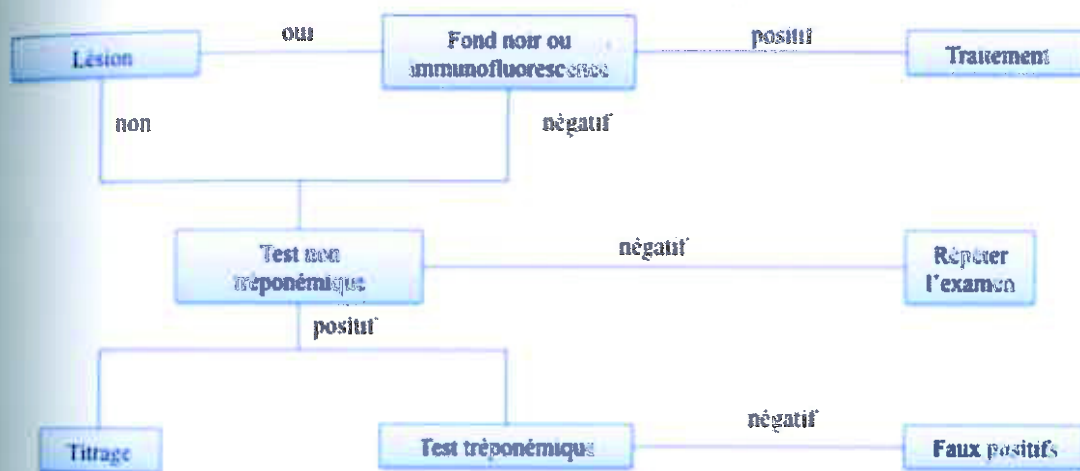 Lésion
oui
Fond noir ou
immunofluorescence
positif
Traitement
non
négatif
Test non
tréponémique
négatif
Répéter
l'examen
positif
Titrage
Test tréponémique
négatif
Faux positifs